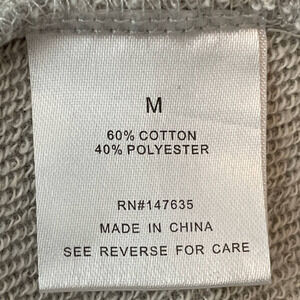 M
60% COTTON
40% POLYESTER
RN#147635
MADE IN CHINA
SEE REVERSE FOR CARE